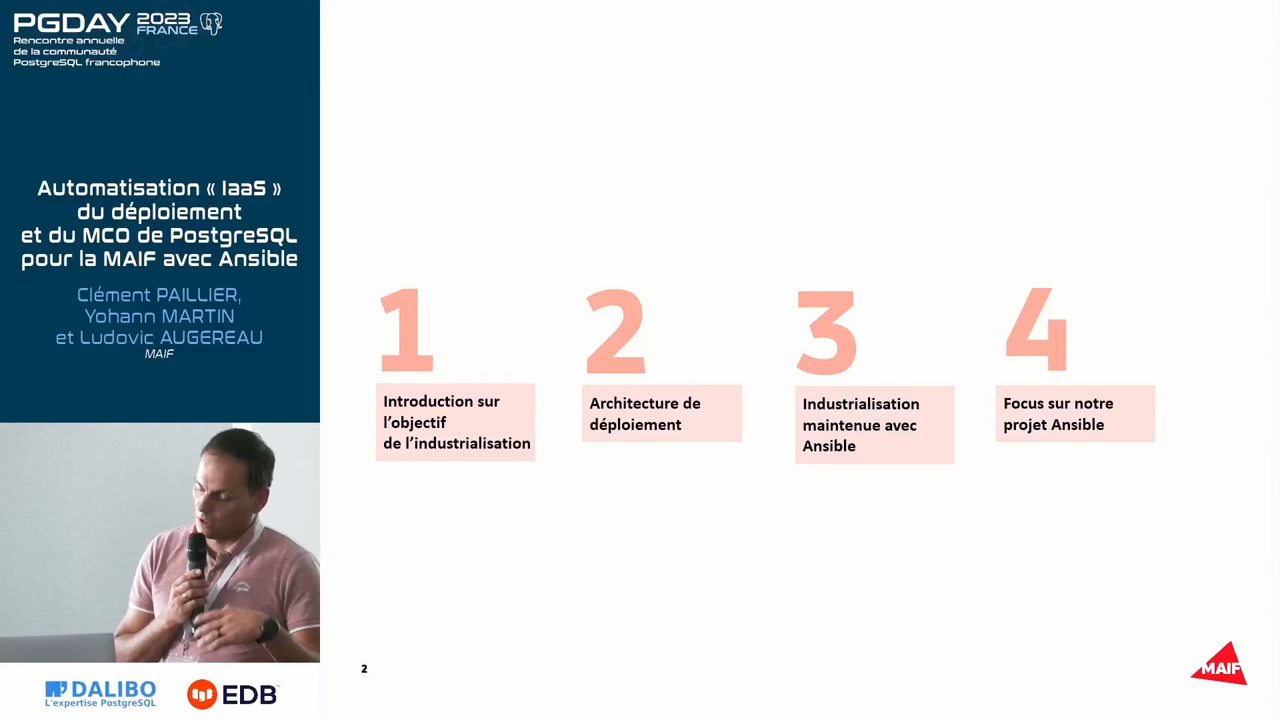 PGDAY 2023
FRANCE
Rencontre annuelle
de la communauté
PostgreSQL francophone
Automatisation « IaaS »
du déploiement
et du MCO de PostgreSQL
pour la MAIF avec Ansible
Clément PAILLIER,
Yohann MARTIN
et Ludovic AUGEREAU
MAIF
DALIBO
L'expertise PostgreSQL
EDB
1
Introduction sur
l’objectif
de l’industrialisation
2
Architecture de
déploiement
3
Industrialisation
maintenue avec
Ansible
4
Focus sur notre
projet Ansible
2
MAIF